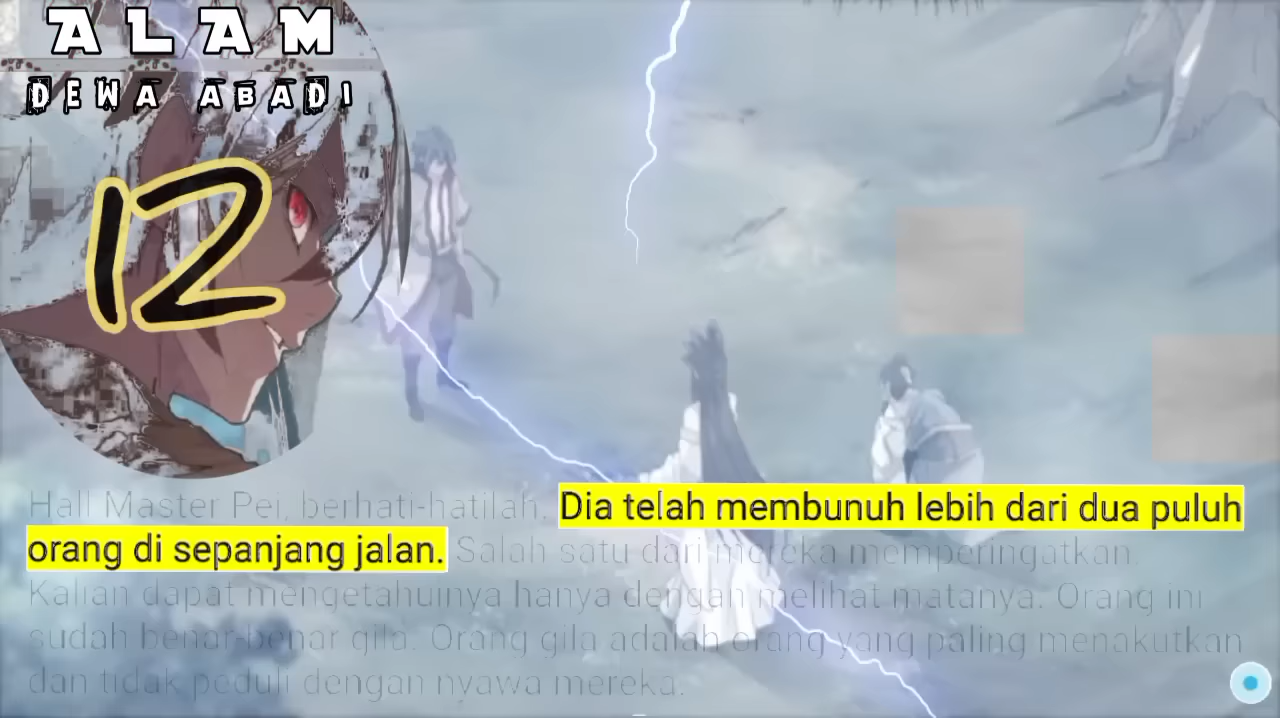 ALAM
DEWA ABADI
12
Hall Master Pei, berhati-hatilah. Dia telah membunuh lebih dari dua puluh
orang di sepanjang jalan. Salah satu dari mereka memperingatkan.
Kalian dapat mengetahuinya hanya dengan melihat matanya. Orang ini
sudah benar-benar gila. Orang gila adalah orang yang paling menakutkan
dan tidak peduli dengan nyawa mereka.